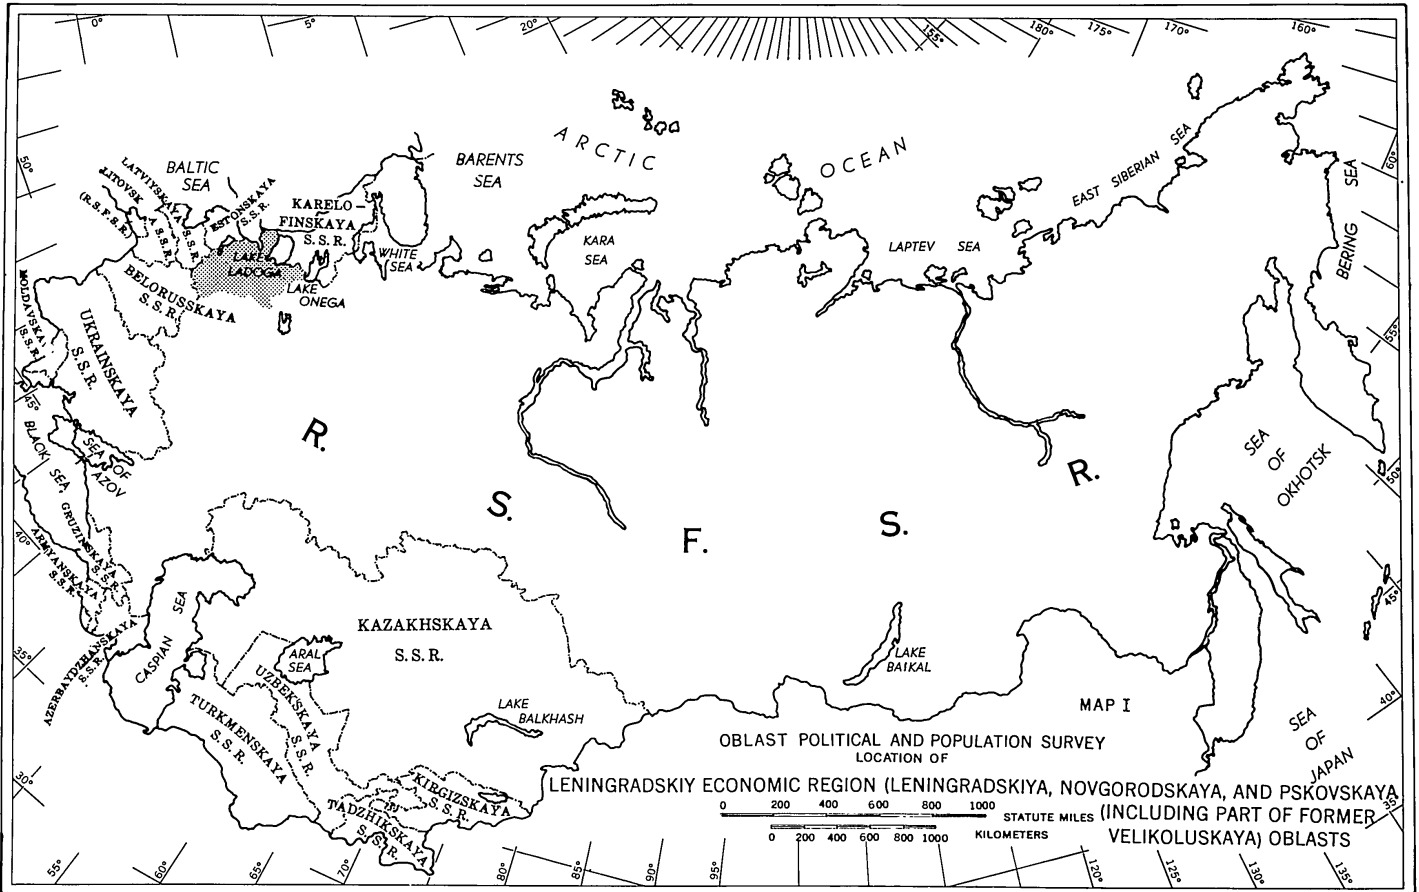 0°
5°
20°
155°
180°
175°
170°
160°
ARCTIC OCEAN
BARENTS
SEA
BALTIC
SEA
EAST SIBERIAN SEA
BERING SEA
60°
50°
LITOVSKAYA S.S.R.
(R.S.F.S.R.)
LATVIYSKAYA S.S.R.
ESTONSKAYA
S.S.R.
KARELO-
FINSKAYA
S.S.R.
WHITE
SEA
KARA
SEA
LAPTEV SEA
LAKE
LADOGA
LAKE
ONEGA
BELORUSSKAYA
S.S.R.
MOLDAVSKAYA
S.S.R.
UKRAINSKAYA
S.S.R.
55°
45°
BLAOK SEA
SEA OF
AZOV
R. S. F. S. R.
SEA
OF
OKHOTSK
50°
GRUZINSKAYA
S.S.R.
ARMYANSKAYA
S.S.R.
40°
45°
AZERBAYDZHANSKAYA
S.S.R.
35°
CASPIAN SEA
ARAL
SEA
KAZAKHSKAYA
S.S.R.
UZBEKSKAYA
S.S.R.
TURKMENSKAYA
S.S.R.
LAKE
BALKHASH
LAKE
BAIKAL
40°
KIRGIZSKAYA
S.S.R.
TADZHIKSKAYA
S.S.R.
SEA
OF
JAPAN
30°
35°
MAP I
OBLAST POLITICAL AND POPULATION SURVEY
LOCATION OF
LENINGRADSKIY ECONOMIC REGION (LENINGRADSKIYA, NOVGORODSKAYA, AND PSKOVSKAYA
(INCLUDING PART OF FORMER
VELIKOLUSKAYA) OBLASTS
0 200 400 600 800 1000
STATUTE MILES
0 200 400 600 800 1000
KILOMETERS
55°
60°
65°
70°
80°
85°
90°
95°
120°
125°
130°
135°